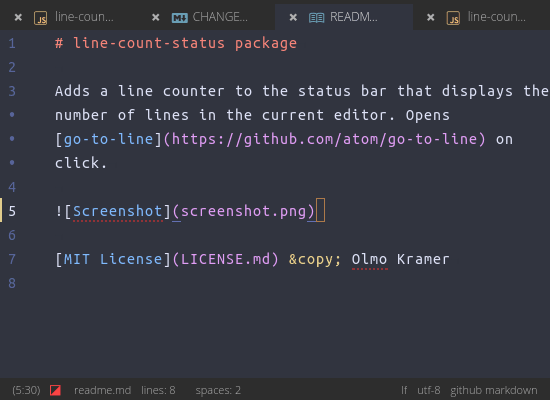 line-coun... CHANGE... READM... line-coun...
1 # line-count-status package
2
3 Adds a line counter to the status bar that displays the
• number of lines in the current editor. Opens
• [go-to-line](https://github.com/atom/go-to-line) on
• click.
4
5 ![Screenshot](screenshot.png)
6
7 [MIT License](LICENSE.md) &copy; Olmo Kramer
8
(5:30) readme.md lines: 8 spaces: 2 lf utf-8 github markdown